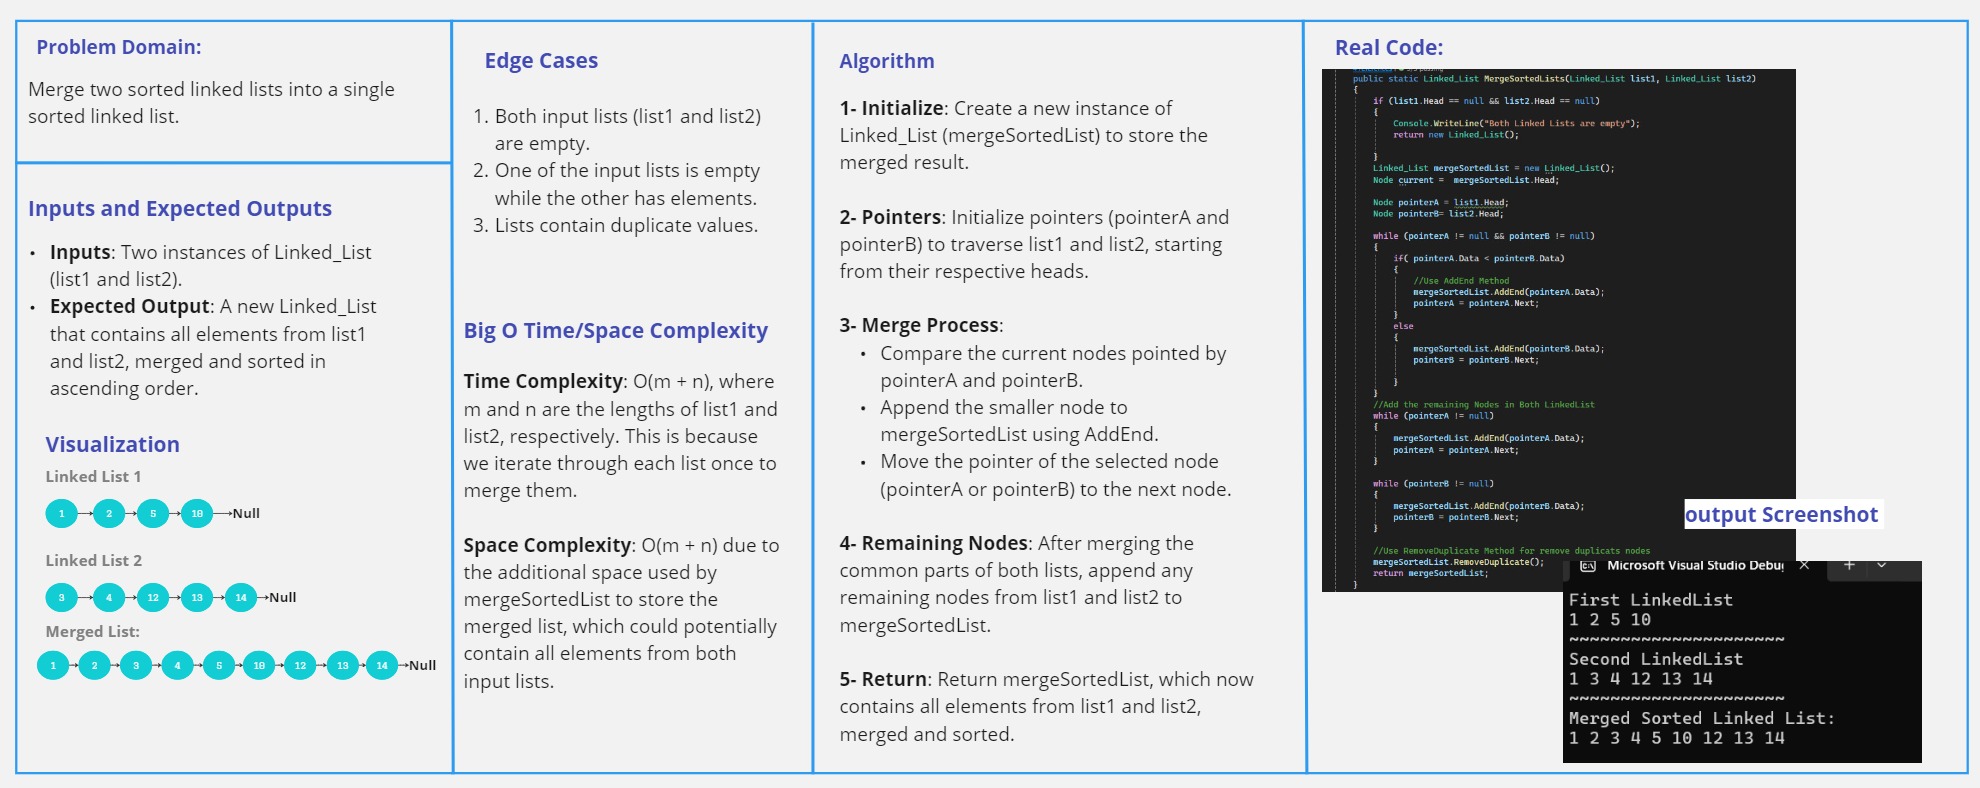 Problem Domain:
Merge two sorted linked lists into a single
sorted linked list.
Inputs and Expected Outputs
• Inputs: Two instances of Linked_List
(list1 and list2).
• Expected Output: A new Linked_List
that contains all elements from list1
and list2, merged and sorted in
ascending order.
Visualization
Linked List 1
1 2 5 10 Null
Linked List 2
3 4 12 13 14 Null
Merged List:
1 2 3 4 5 10 12 13 14 Null
Edge Cases
1. Both input lists (list1 and list2)
are empty.
2. One of the input lists is empty
while the other has elements.
3. Lists contain duplicate values.
Big O Time/Space Complexity
Time Complexity: O(m + n), where
m and n are the lengths of list1 and
list2, respectively. This is because
we iterate through each list once to
merge them.
Space Complexity: O(m + n) due to
the additional space used by
mergeSortedList to store the
merged list, which could potentially
contain all elements from both
input lists.
Algorithm
1- Initialize: Create a new instance of
Linked_List (mergeSortedList) to store the
merged result.
2- Pointers: Initialize pointers (pointerA and
pointerB) to traverse list1 and list2, starting
from their respective heads.
3- Merge Process:
• Compare the current nodes pointed by
pointerA and pointerB.
• Append the smaller node to
mergeSortedList using AddEnd.
• Move the pointer of the selected node
(pointerA or pointerB) to the next node.
4- Remaining Nodes: After merging the
common parts of both lists, append any
remaining nodes from list1 and list2 to
mergeSortedList.
5- Return: Return mergeSortedList, which now
contains all elements from list1 and list2,
merged and sorted.
Real Code:
public static Linked_List MergeSortedLists(Linked_List list1, Linked_List list2)
{
if (list1.Head == null && list2.Head == null)
{
Console.WriteLine("Both Linked Lists are empty");
return new Linked_List();
}
Linked_List mergeSortedList = new Linked_List();
Node current = mergeSortedList.Head;
Node pointerA = list1.Head;
Node pointerB= list2.Head;
while (pointerA != null && pointerB != null)
{
if( pointerA.Data < pointerB.Data)
{
//Use AddEnd Method
mergeSortedList.AddEnd(pointerA.Data);
pointerA = pointerA.Next;
}
else
{
mergeSortedList.AddEnd(pointerB.Data);
pointerB = pointerB.Next;
}
}
//Add the remaining Nodes in Both LinkedList
while (pointerA != null)
{
mergeSortedList.AddEnd(pointerA.Data);
pointerA = pointerA.Next;
}
while (pointerB != null)
{
mergeSortedList.AddEnd(pointerB.Data);
pointerB = pointerB.Next;
}
//Use RemoveDuplicate Method for remove duplicats nodes
mergeSortedList.RemoveDuplicate();
return mergeSortedList;
}
output Screenshot
Microsoft Visual Studio Debu
First LinkedList
1 2 5 10
~~~~~~~~~~~~~~~~~~~~~
Second LinkedList
1 3 4 12 13 14
~~~~~~~~~~~~~~~~~~~~~
Merged Sorted Linked List:
1 2 3 4 5 10 12 13 14